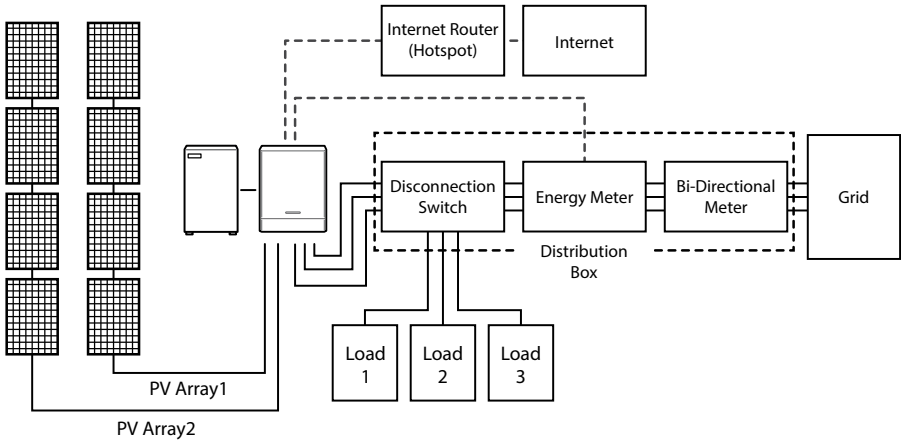 Internet Router
(Hotspot)
Internet
Disconnection
Switch
Energy Meter
Bi-Directional
Meter
Grid
Distribution
Box
Load
1
Load
2
Load
3
PV Array1
PV Array2